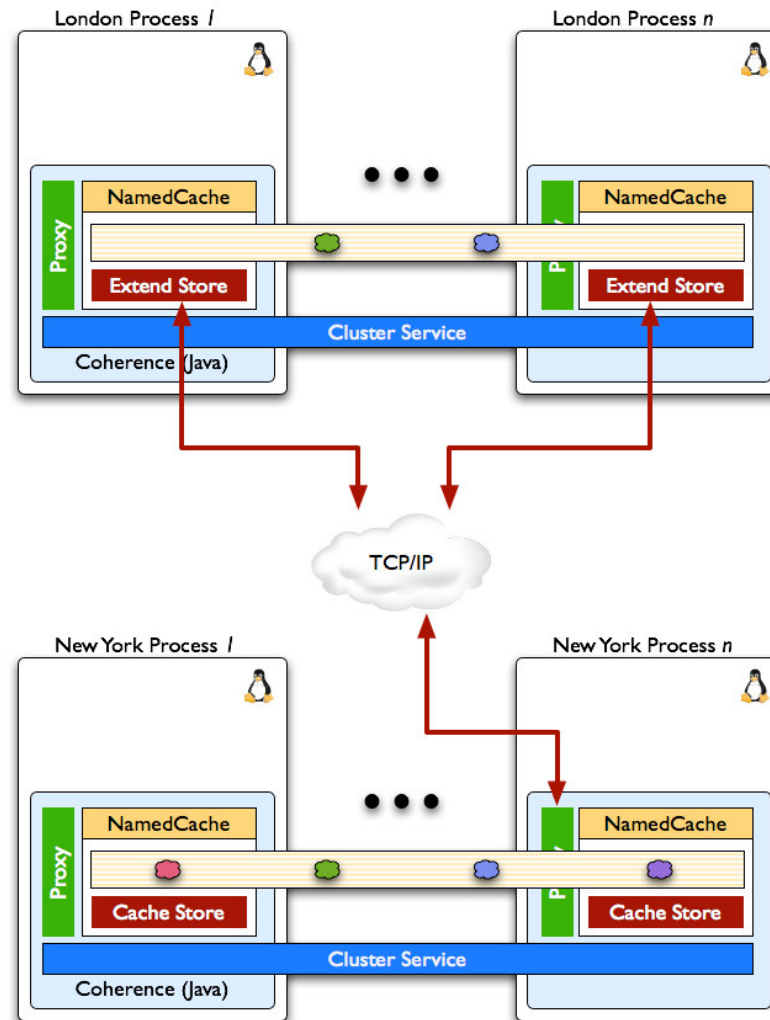 London Process 1
London Process n
NamedCache
NamedCache
Proxy
Extend Store
Extend Store
Cluster Service
Coherence (Java)
TCP/IP
New York Process 1
New York Process n
NamedCache
NamedCache
Proxy
Cache Store
Cache Store
Cluster Service
Coherence (Java)